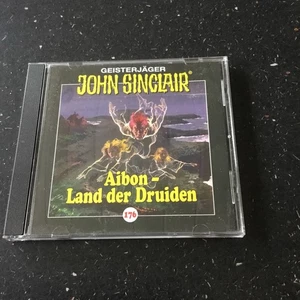 GEISTERJÄGER
JOHN SINCLAIR®
Aibon –
Land der Druiden
176